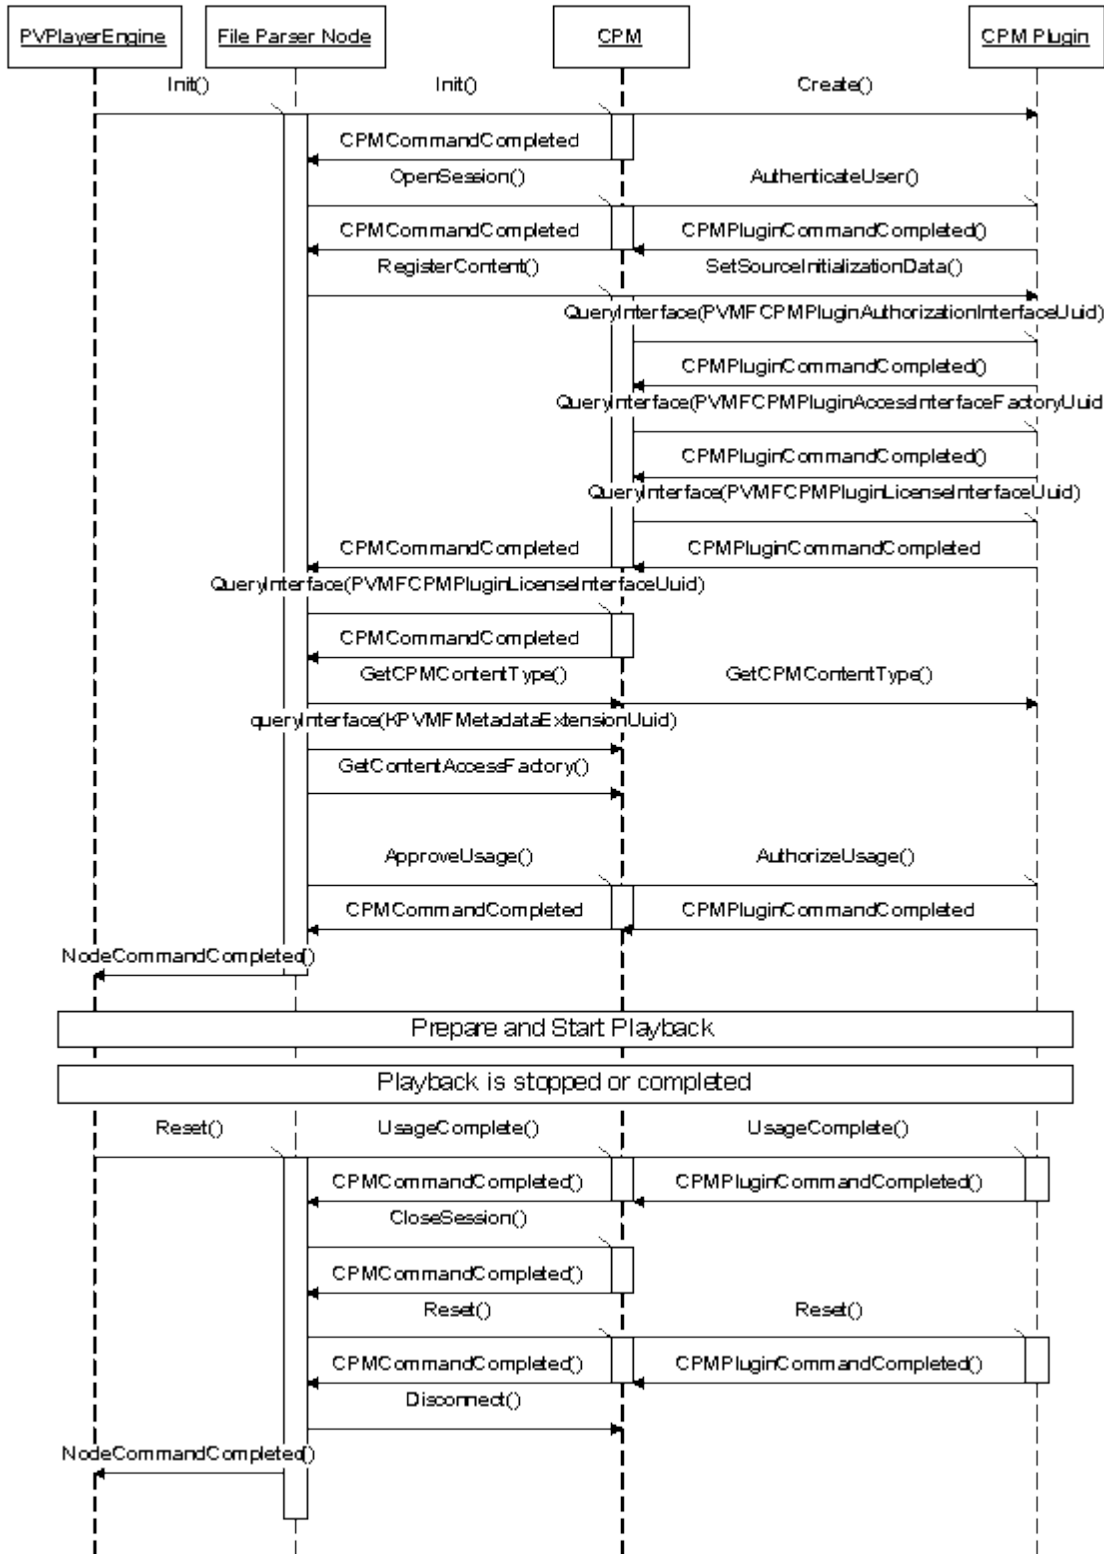 PVPlayerEngine File Parser Node CPM CPM Plugin
Init() Init() Create()
CPMCommandCompleted
OpenSession() AuthenticateUser()
CPMCommandCompleted CPMPluginCommandCompleted()
RegisterContent() SetSourceInitializationData()
QueryInterface(PVMFCPMPluginAuthorizationInterfaceUuid)
CPMPluginCommandCompleted()
QueryInterface(PVMFCPMPluginAccessInterfaceFactoryUuid
CPMPluginCommandCompleted()
QueryInterface(PVMFCPMPluginLicenseInterfaceUuid)
CPMCommandCompleted CPMPluginCommandCompleted
QueryInterface(PVMFCPMPluginLicenseInterfaceUuid)
CPMCommandCompleted
GetCPMContentType() GetCPMContentType()
queryInterface(KPVMFMetadataExtensionUuid)
GetContentAccessFactory()
ApproveUsage() AuthorizeUsage()
CPMCommandCompleted CPMPluginCommandCompleted
NodeCommandCompleted()
Prepare and Start Playback
Playback is stopped or completed
Reset() UsageComplete() UsageComplete()
CPMCommandCompleted() CPMPluginCommandCompleted()
CloseSession()
CPMCommandCompleted()
Reset() Reset()
CPMCommandCompleted() CPMPluginCommandCompleted()
Disconnect()
NodeCommandCompleted()